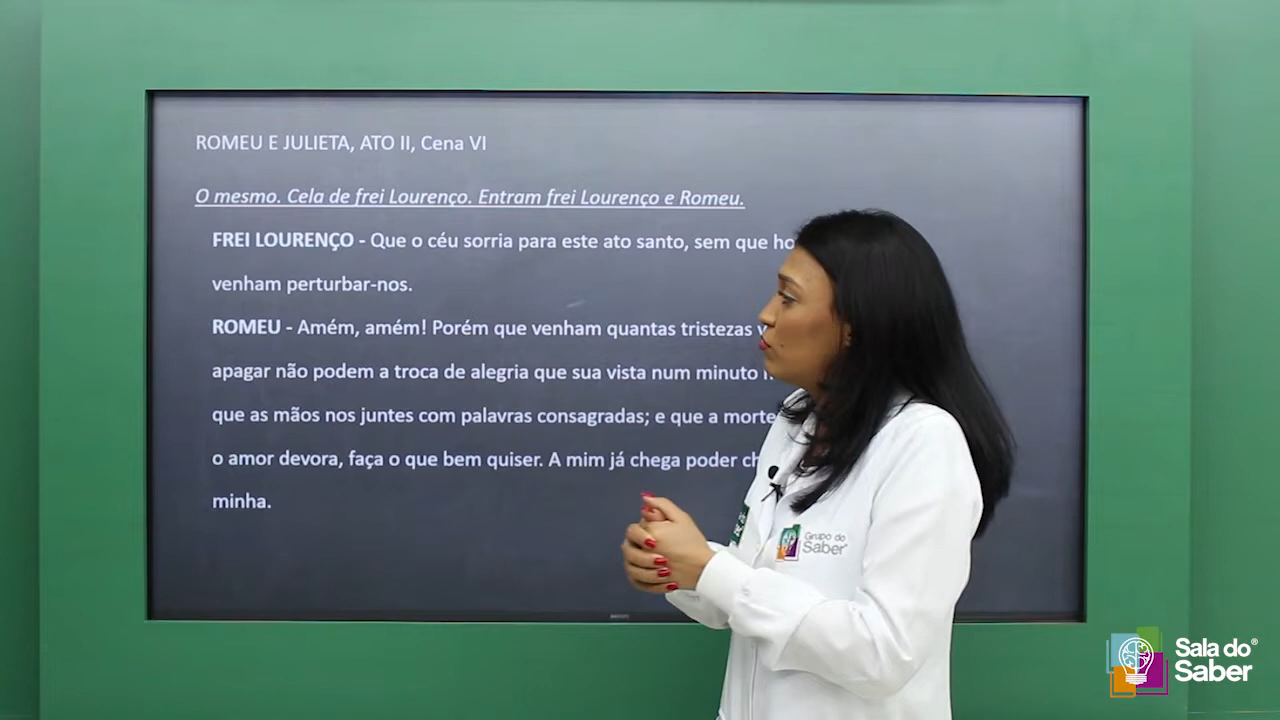 ROMEU E JULIETA, ATO II, Cena VI
O mesmo. Cela de frei Lourenço. Entram frei Lourenço e Romeu.
FREI LOURENÇO - Que o céu sorria para este ato santo, sem que
venham perturbar-nos.
ROMEU - Amém, amém! Porém que venham quantas tristezas
apagar não podem a troca de alegria que sua vista num minuto
que as mãos nos juntes com palavras consagradas; e que a morte
o amor devora, faça o que bem quiser. A mim já chega poder
minha.
Grupo do
Saber
Sala do
Saber®